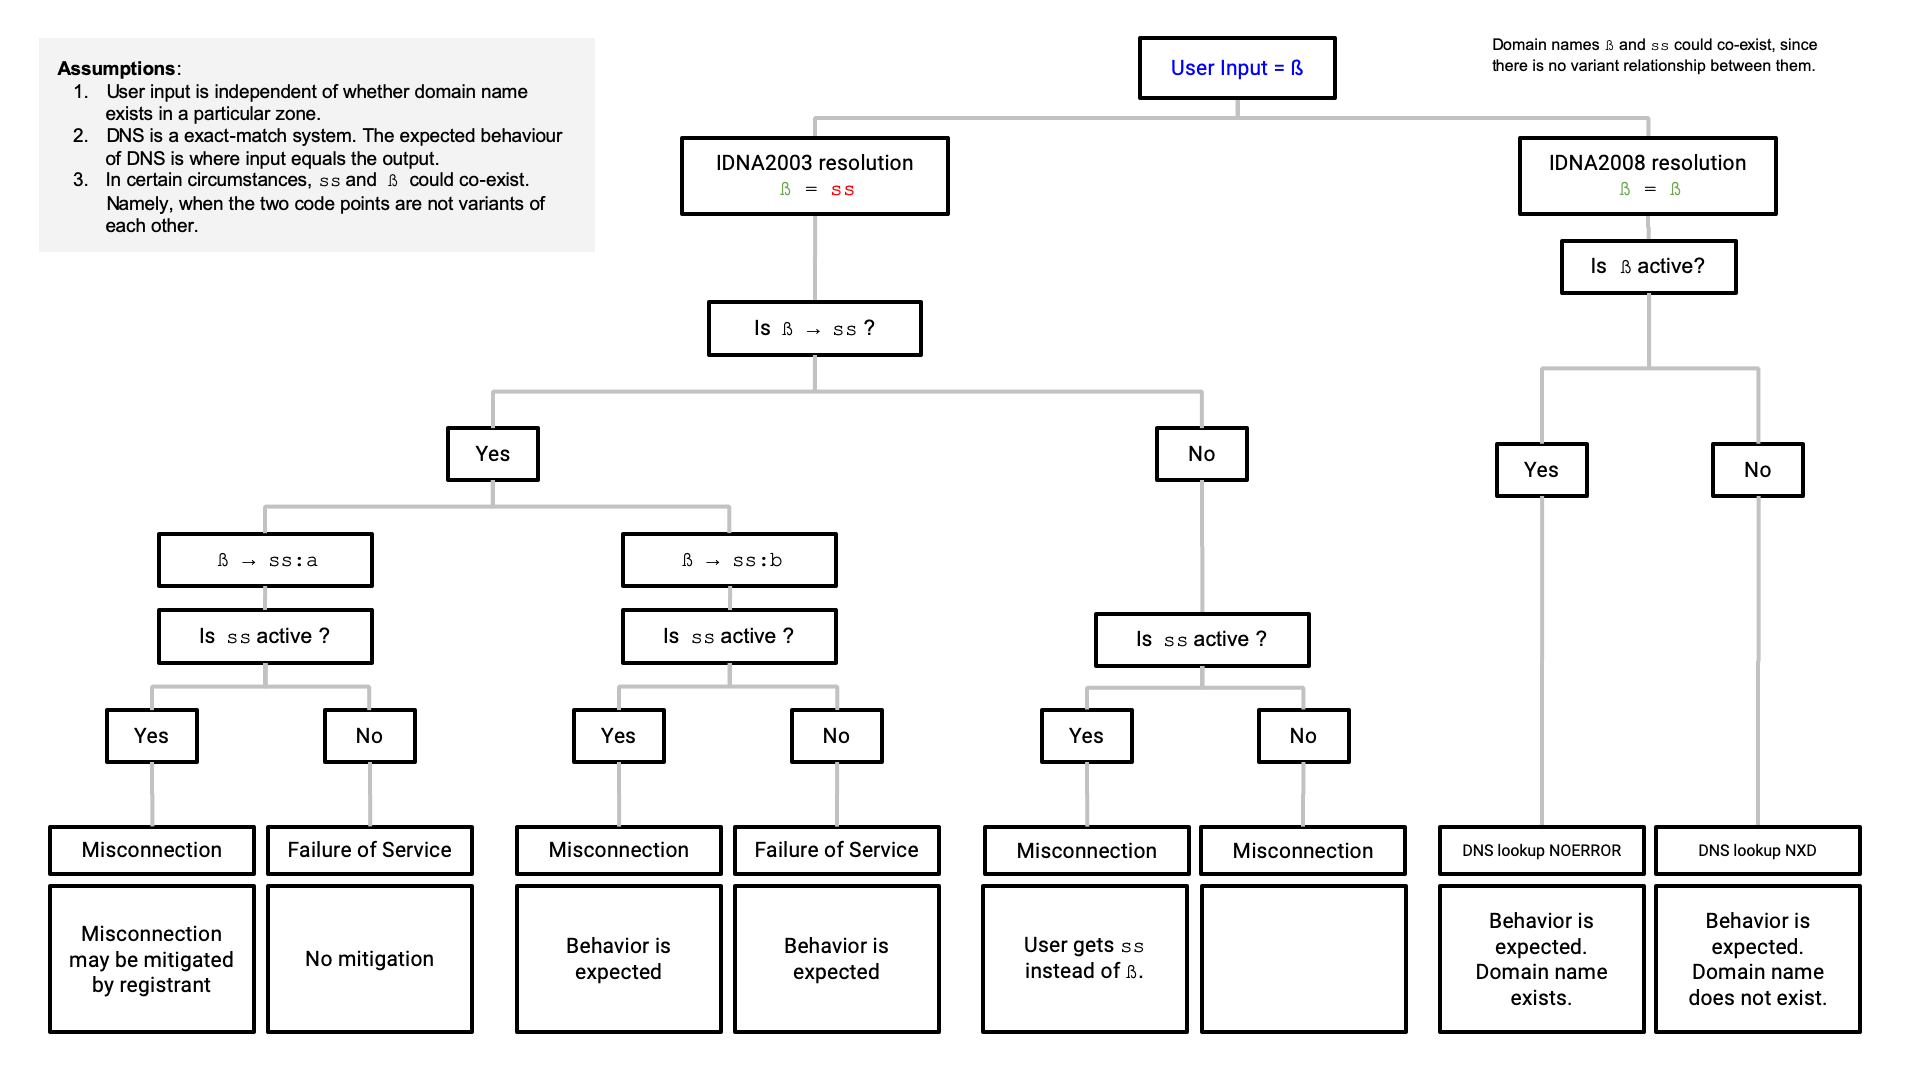 Assumptions:
1. User input is independent of whether domain name
exists in a particular zone.
2. DNS is a exact-match system. The expected behaviour
of DNS is where input equals the output.
3. In certain circumstances, ss and ß could co-exist.
Namely, when the two code points are not variants of
each other.
User Input = ß
Domain names ß and ss could co-exist, since
there is no variant relationship between them.
IDNA2003 resolution
ß = ss
IDNA2008 resolution
ß = ß
Is ß active?
Is ß → ss ?
Yes
No
Yes
No
ß → ss:a
ß → ss:b
Is ss active ?
Is ss active ?
Is ss active ?
Yes
No
Yes
No
Yes
No
Misconnection
Failure of Service
Misconnection
Failure of Service
Misconnection
Misconnection
DNS lookup NOERROR
DNS lookup NXD
Misconnection
may be mitigated
by registrant
No mitigation
Behavior is
expected
Behavior is
expected
User gets ss
instead of ß.
Behavior is
expected.
Domain name
exists.
Behavior is
expected.
Domain name
does not exist.